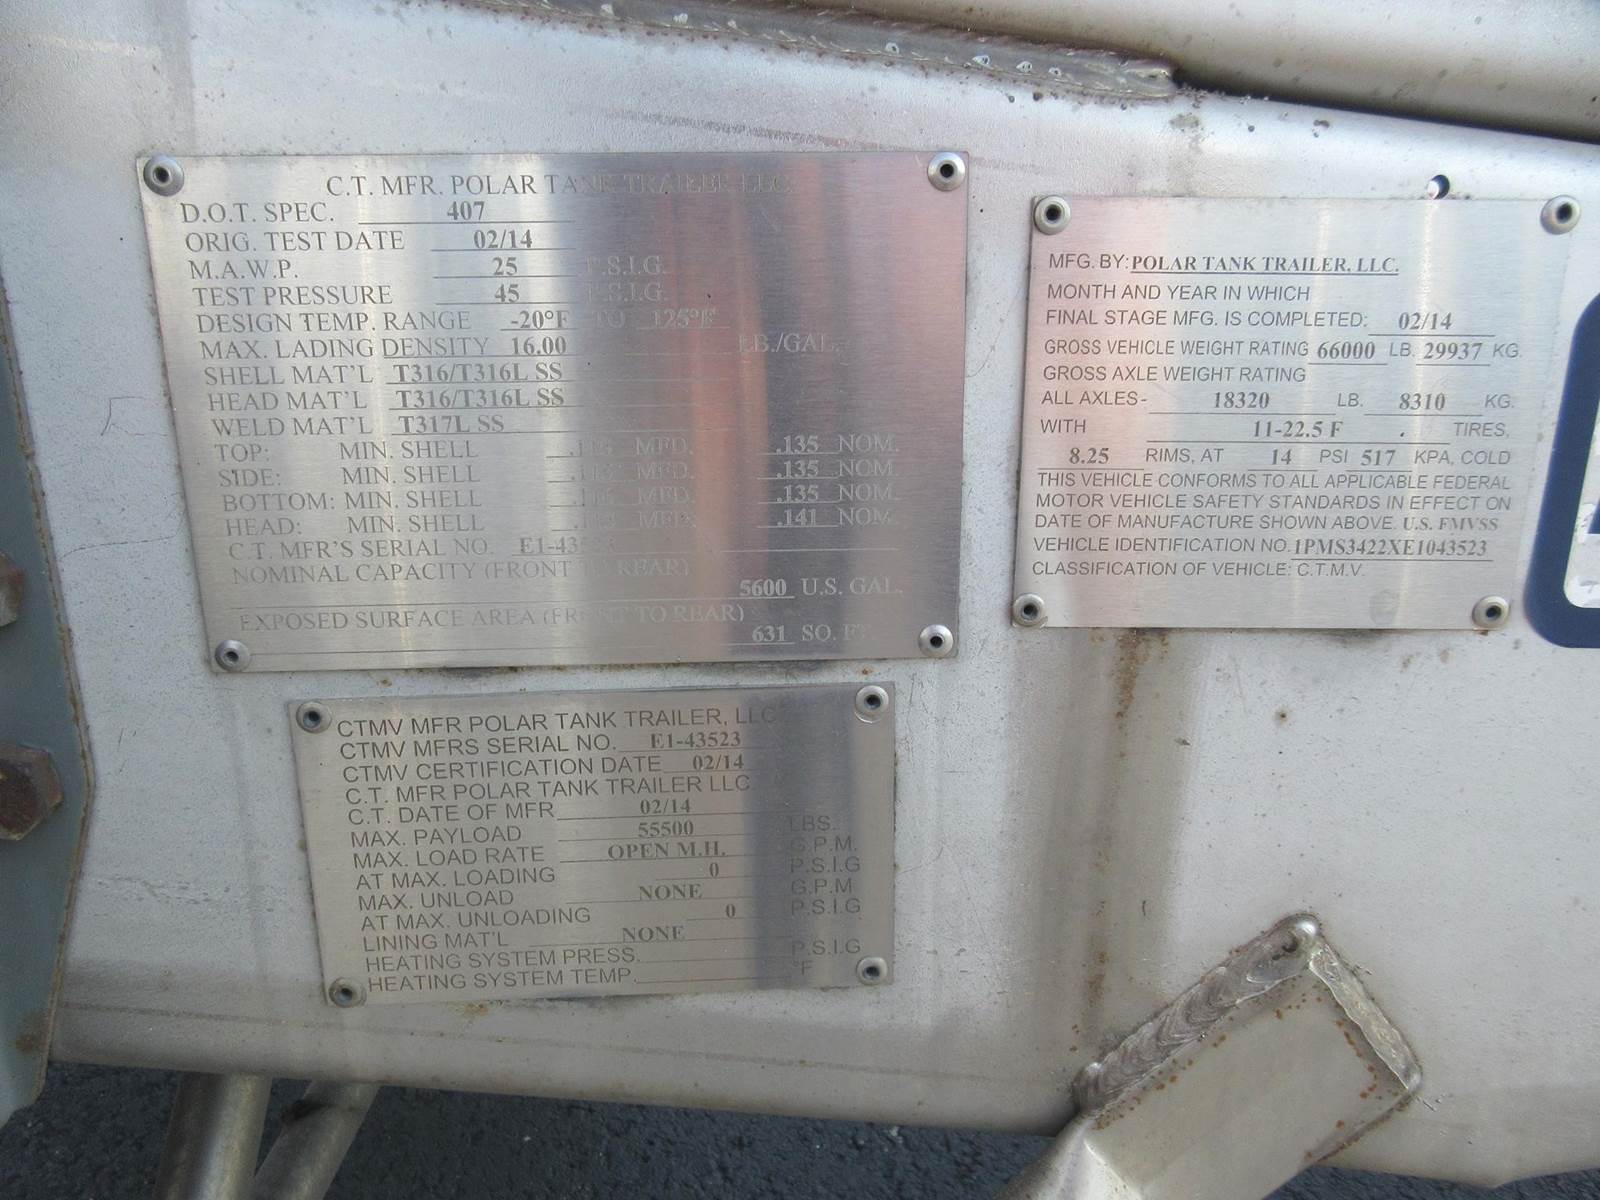 C.T. MFR. POLAR TANK TRAILER LLC.
D.O.T. SPEC. 407
ORIG. TEST DATE 02/14
M.A.W.P. 25 P.S.I.G.
TEST PRESSURE 45 P.S.I.G.
DESIGN TEMP. RANGE -20°F TO 125°F
MAX. LADING DENSITY 16.00 LB./GAL.
SHELL MAT'L T316/T316L SS
HEAD MAT'L T316/T316L SS
WELD MAT'L T317L SS
TOP: MIN. SHELL MFD. .135 NOM.
SIDE: MIN. SHELL MFD. .135 NOM.
BOTTOM: MIN. SHELL MFD. .135 NOM.
HEAD: MIN. SHELL MFD. .141 NOM.
C.T. MFR'S SERIAL NO. E1-43523
NOMINAL CAPACITY (FRONT TO REAR)
5600 U.S. GAL.
EXPOSED SURFACE AREA (FRONT TO REAR)
631 SQ. FT.
MFG. BY: POLAR TANK TRAILER, LLC.
MONTH AND YEAR IN WHICH
FINAL STAGE MFG. IS COMPLETED: 02/14
GROSS VEHICLE WEIGHT RATING 66000 LB. 29937 KG.
GROSS AXLE WEIGHT RATING
ALL AXLES- 18320 LB. 8310 KG.
WITH 11-22.5 F . TIRES,
8.25 RIMS, AT 14 PSI 517 KPA, COLD
THIS VEHICLE CONFORMS TO ALL APPLICABLE FEDERAL
MOTOR VEHICLE SAFETY STANDARDS IN EFFECT ON
DATE OF MANUFACTURE SHOWN ABOVE. U.S. FMVSS
VEHICLE IDENTIFICATION NO. 1PMS3422XE1043523
CLASSIFICATION OF VEHICLE: C.T.M.V.
CTMV MFR POLAR TANK TRAILER, LLC
CTMV MFRS SERIAL NO. E1-43523
CTMV CERTIFICATION DATE 02/14
C.T. MFR POLAR TANK TRAILER LLC
C.T. DATE OF MFR 02/14
MAX. PAYLOAD 55500 LBS.
MAX. LOAD RATE OPEN M.H. G.P.M.
AT MAX. LOADING 0 P.S.I.G
MAX. UNLOAD NONE G.P.M
AT MAX. UNLOADING 0 P.S.I.G
LINING MAT'L NONE
HEATING SYSTEM PRESS. P.S.I.G
HEATING SYSTEM TEMP. °F